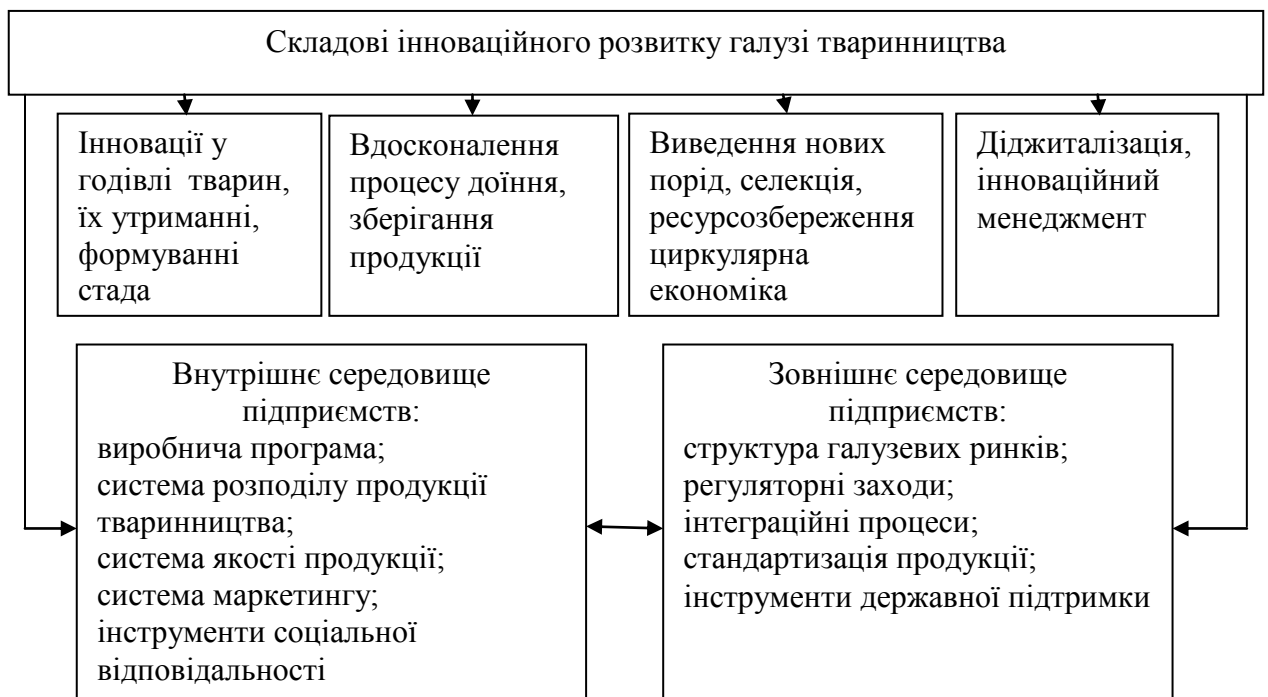 Складові інноваційного розвитку галузі тваринництва
Інновації у
годівлі тварин,
їх утриманні,
формуванні
стада
Вдосконалення
процесу доїння,
зберігання
продукції
Виведення нових
порід, селекція,
ресурсозбереження
циркулярна
економіка
Діджиталізація,
інноваційний
менеджмент
Внутрішнє середовище
підприємств:
виробнича програма;
система розподілу продукції
тваринництва;
система якості продукції;
система маркетингу;
інструменти соціальної
відповідальності
Зовнішнє середовище
підприємств:
структура галузевих ринків;
регуляторні заходи;
інтеграційні процеси;
стандартизація продукції;
інструменти державної підтримки